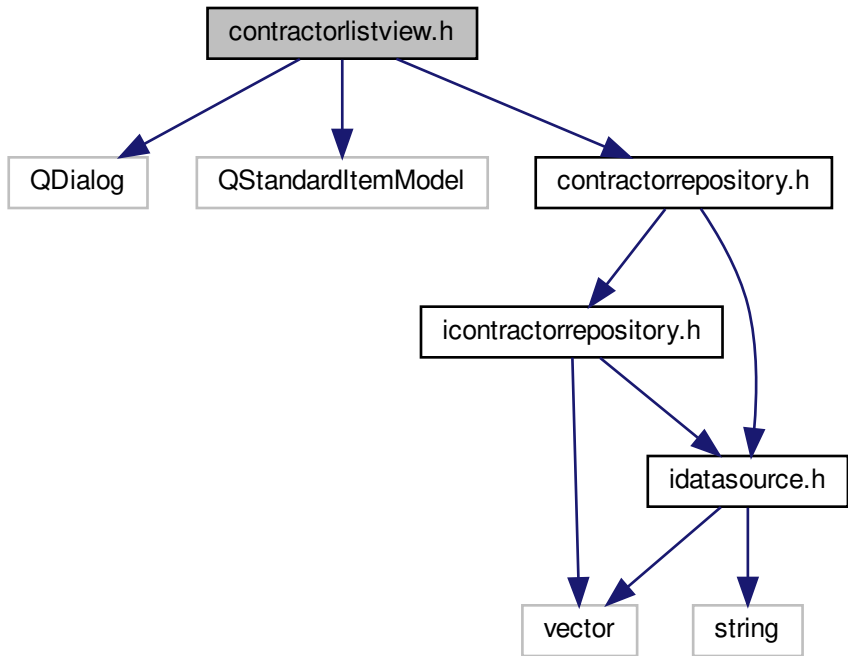 contractorlistview.h
QDialog
QStandardItemModel
contractorrepository.h
icontractorrepository.h
idatasource.h
vector
string